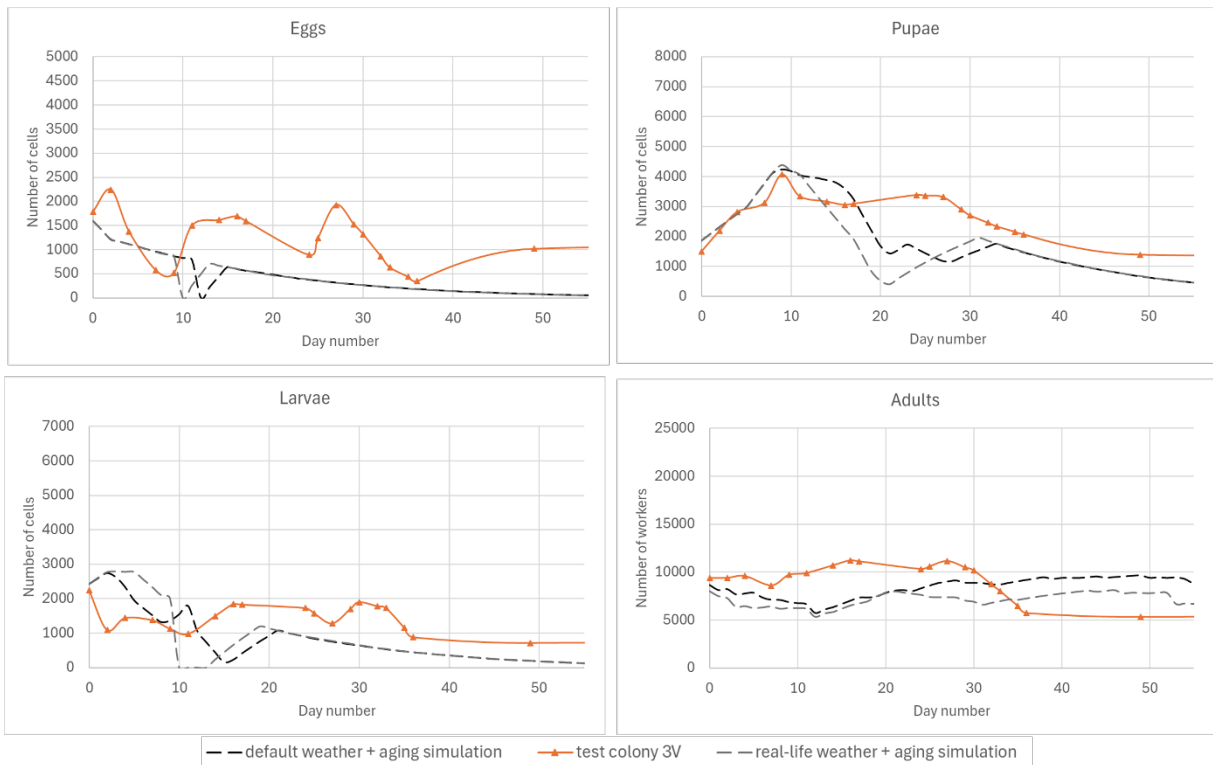 Eggs
Number of cells
5000
4500
4000
3500
3000
2500
2000
1500
1000
500
0
0 10 20 30 40 50
Day number
Pupae
Number of cells
8000
7000
6000
5000
4000
3000
2000
1000
0
0 10 20 30 40 50
Day number
Larvae
Number of cells
7000
6000
5000
4000
3000
2000
1000
0
0 10 20 30 40 50
Day number
Adults
Number of workers
25000
20000
15000
10000
5000
0
0 10 20 30 40 50
Day number
default weather + aging simulation test colony 3V real-life weather + aging simulation